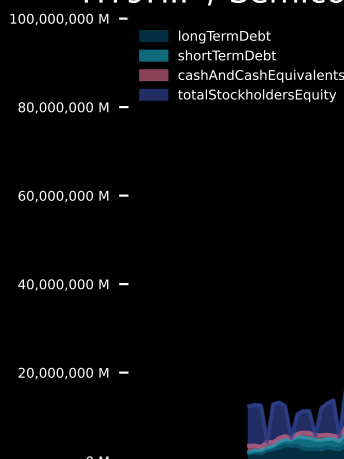 100,000,000 M
longTermDebt
shortTermDebt
cashAndCashEquivalents
totalStockholdersEquity
80,000,000 M
60,000,000 M
40,000,000 M
20,000,000 M